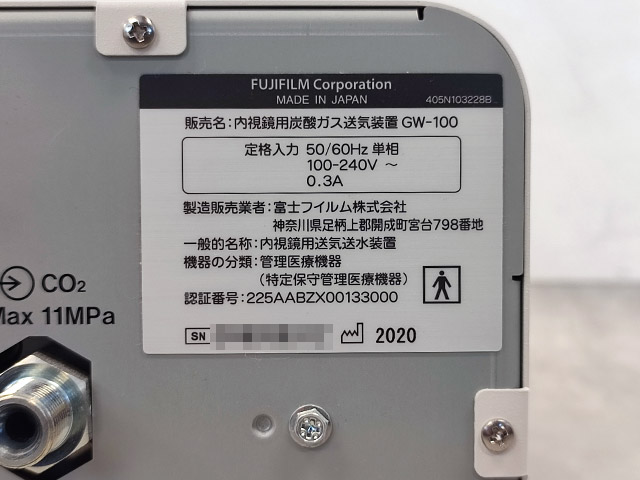 FUJIFILM Corporation
MADE IN JAPAN 405N103228B
販売名：内視鏡用炭酸ガス送気装置 GW-100
定格入力 50/60Hz 単相
100-240V ～
0.3A
製造販売業者：富士フイルム株式会社
神奈川県足柄上郡開成町宮台798番地
一般的名称：内視鏡用送気送水装置
機器の分類：管理医療機器
（特定保守管理医療機器）
認証番号：225AABZX00133000
SN 2020
CO₂
Max 11MPa